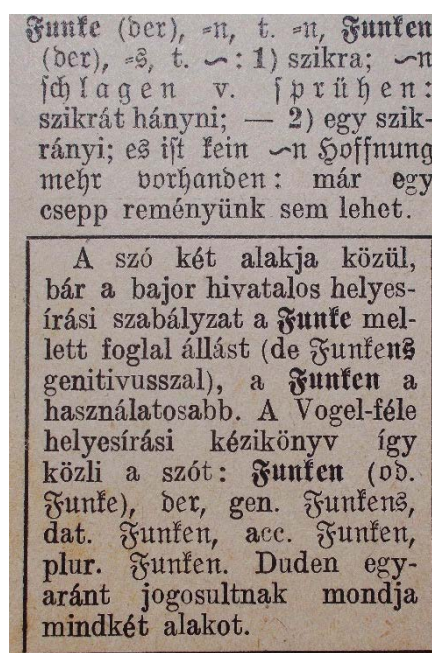 Funke (der), =n, t. =n, Funken
(der), =s, t. ∽: 1) szikra; ∽n
schlagen v. sprühen:
szikrát hányni; — 2) egy szik-
rányi; es ist kein ∽n Hoffnung
mehr vorhanden: már egy
csepp reményünk sem lehet.
A szó két alakja közül,
bár a bajor hivatalos helyes-
írási szabályzat a Funke mel-
lett foglal állást (de Funkens
genitivusszal), a Funken a
használatosabb. A Vogel-féle
helyesírási kézikönyv így
közli a szót: Funken (od.
Funke), der, gen. Funkens,
dat. Funken, acc. Funken,
plur. Funken. Duden egy-
aránt jogosultnak mondja
mindkét alakot.